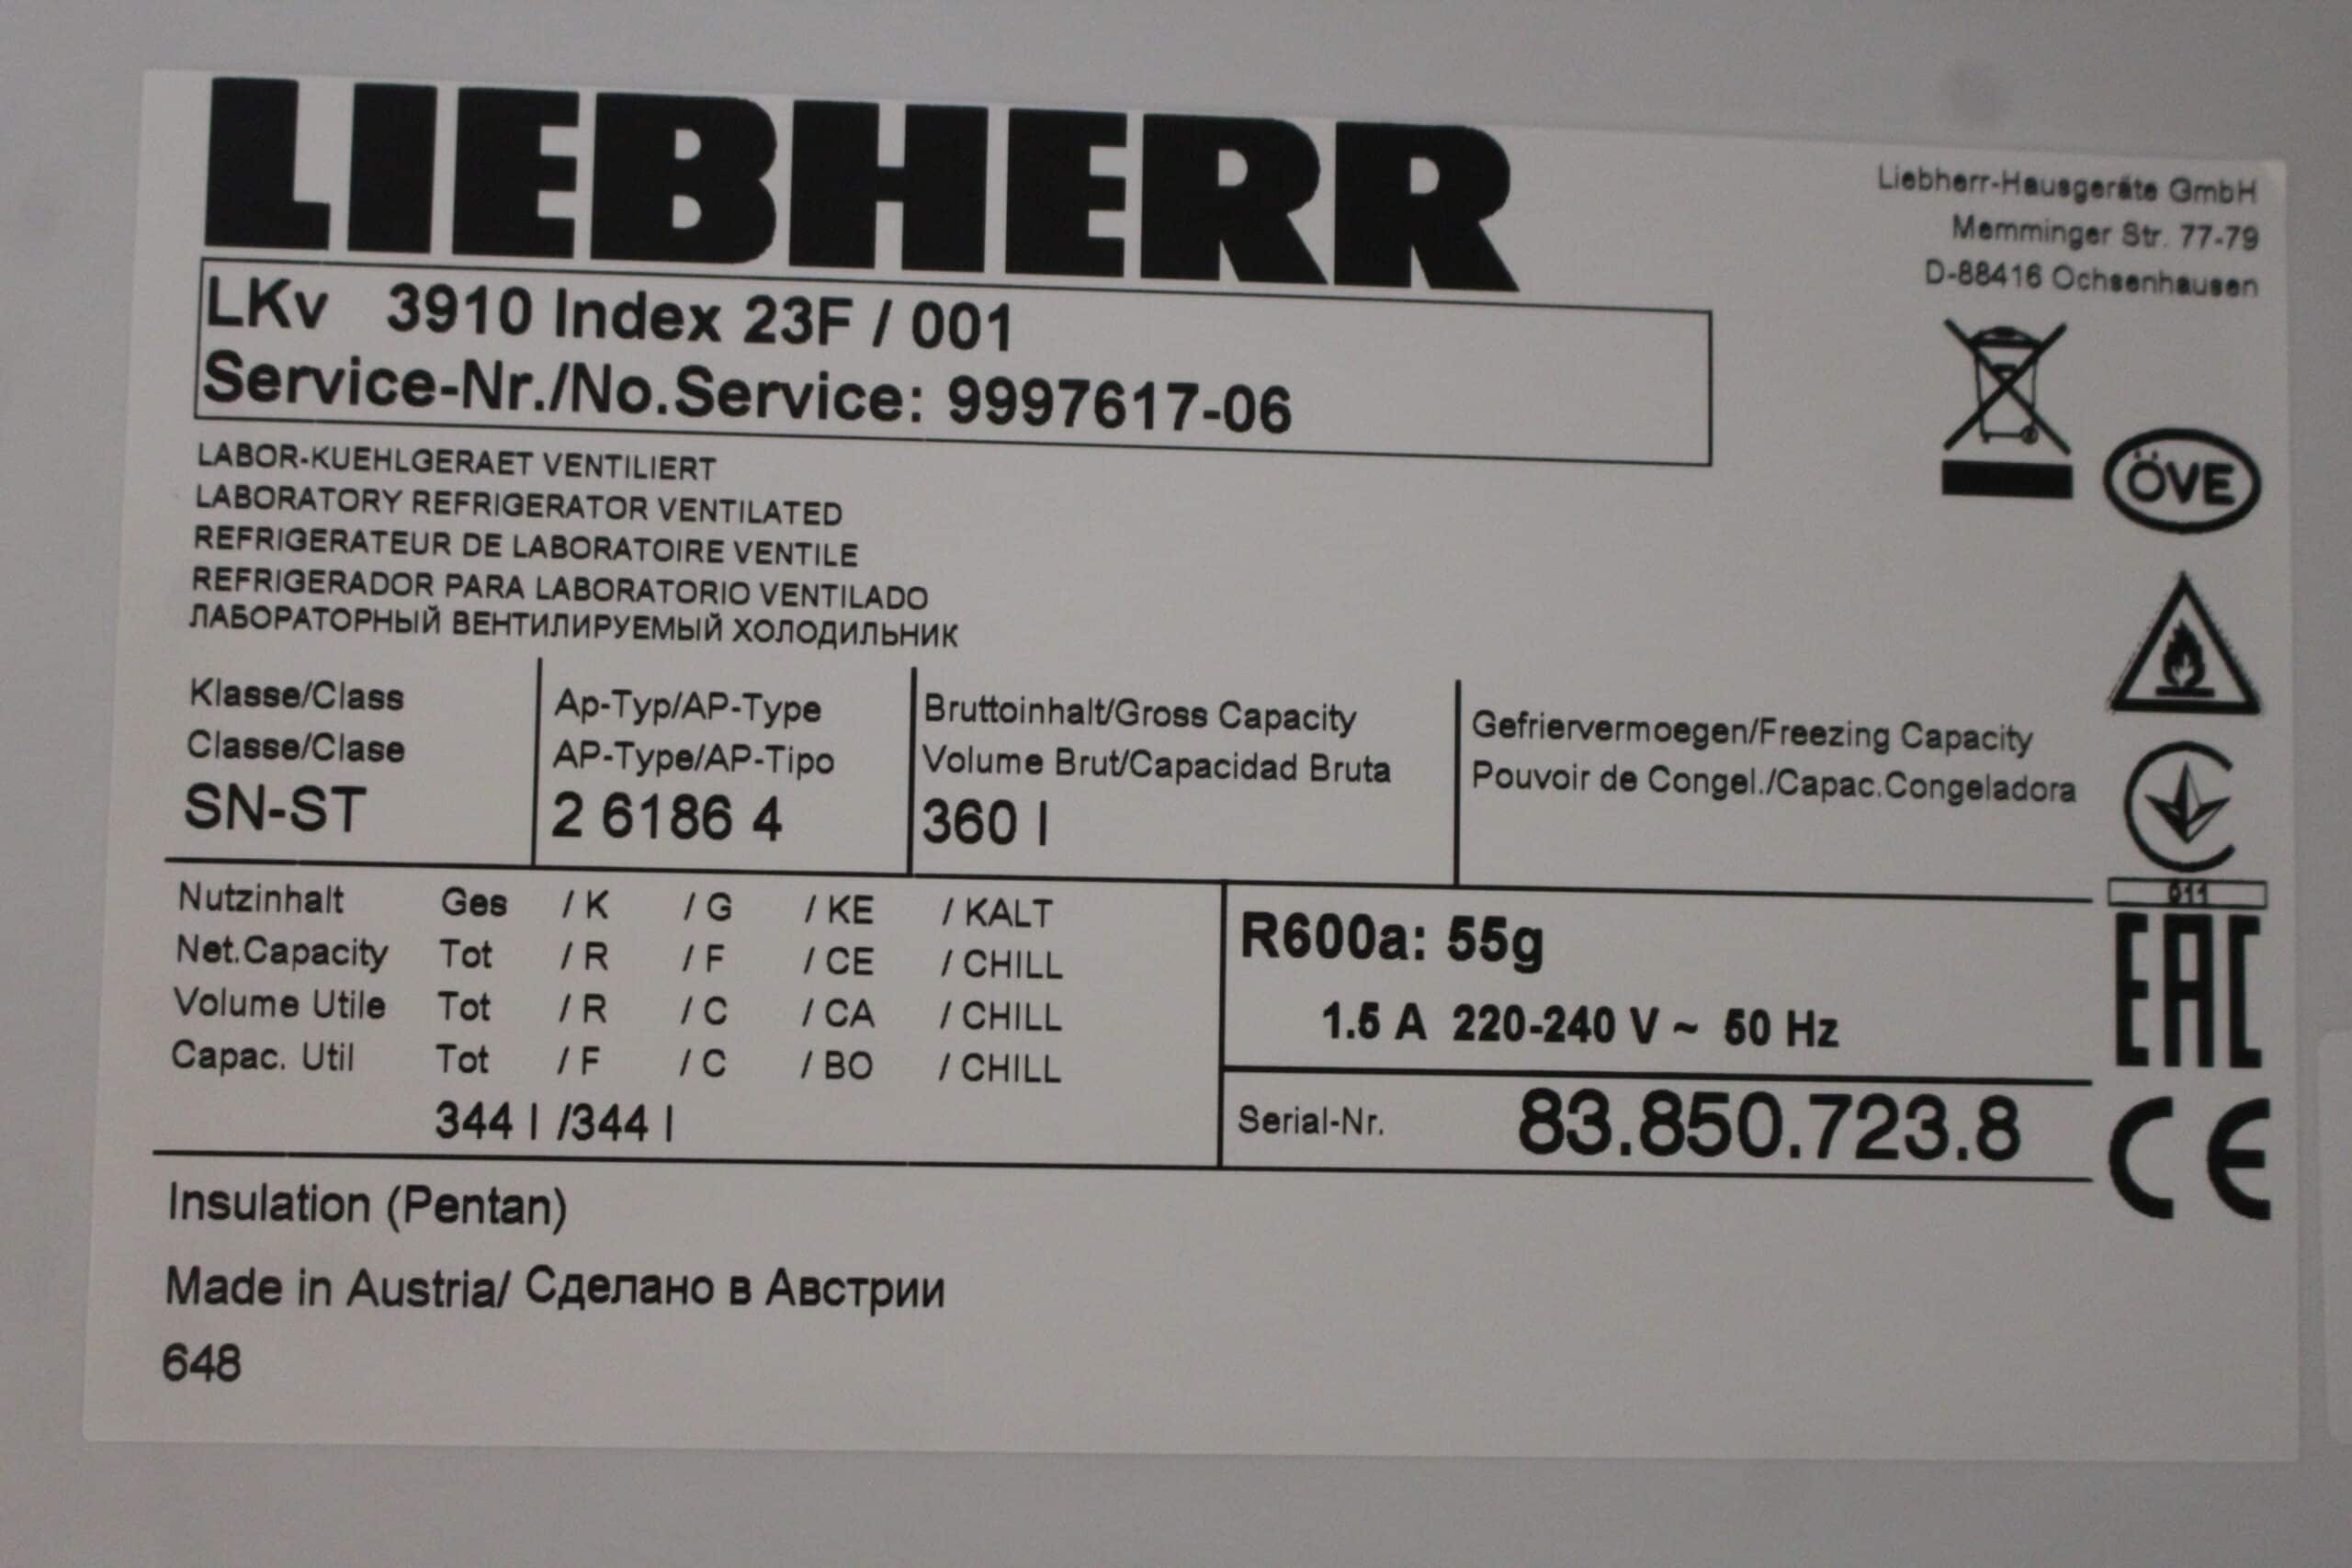 LIEBHERR
Liebherr-Hausgeräte GmbH
Memminger Str. 77-79
D-88416 Ochsenhausen
LKv 3910 Index 23F / 001
Service-Nr./No.Service: 9997617-06
LABOR-KUEHLGERAET VENTILIERT
LABORATORY REFRIGERATOR VENTILATED
REFRIGERATEUR DE LABORATOIRE VENTILE
REFRIGERADOR PARA LABORATORIO VENTILADO
ЛАБОРАТОРНЫЙ ВЕНТИЛИРУЕМЫЙ ХОЛОДИЛЬНИК
ÖVE
Klasse/Class
Classe/Clase
SN-ST
Ap-Typ/AP-Type
AP-Type/AP-Tipo
2 6186 4
Bruttoinhalt/Gross Capacity
Volume Brut/Capacidad Bruta
360 l
Gefriervermoegen/Freezing Capacity
Pouvoir de Congel./Capac.Congeladora
Nutzinhalt Ges / K / G / KE / KALT
Net.Capacity Tot / R / F / CE / CHILL
Volume Utile Tot / R / C / CA / CHILL
Capac. Util Tot / F / C / BO / CHILL
344 l /344 l
R600a: 55g
1.5 A 220-240 V ~ 50 Hz
Serial-Nr. 83.850.723.8
011
EAC
CE
Insulation (Pentan)
Made in Austria/ Сделано в Австрии
648